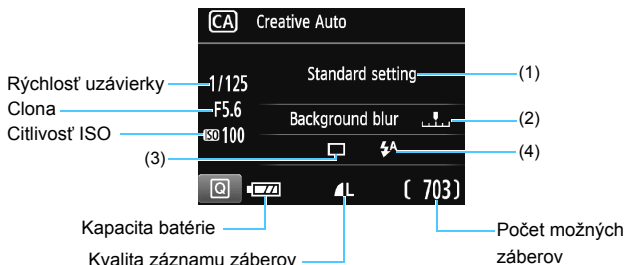 CA Creative Auto
Rýchlosť uzávierky
1/125
Standard setting
(1)
Clona
F5.6
Background blur
(2)
Citlivosť ISO
ISO 100
(3)
(4)
Q
L
( 703)
Kapacita batérie
Počet možných
záberov
Kvalita záznamu záberov